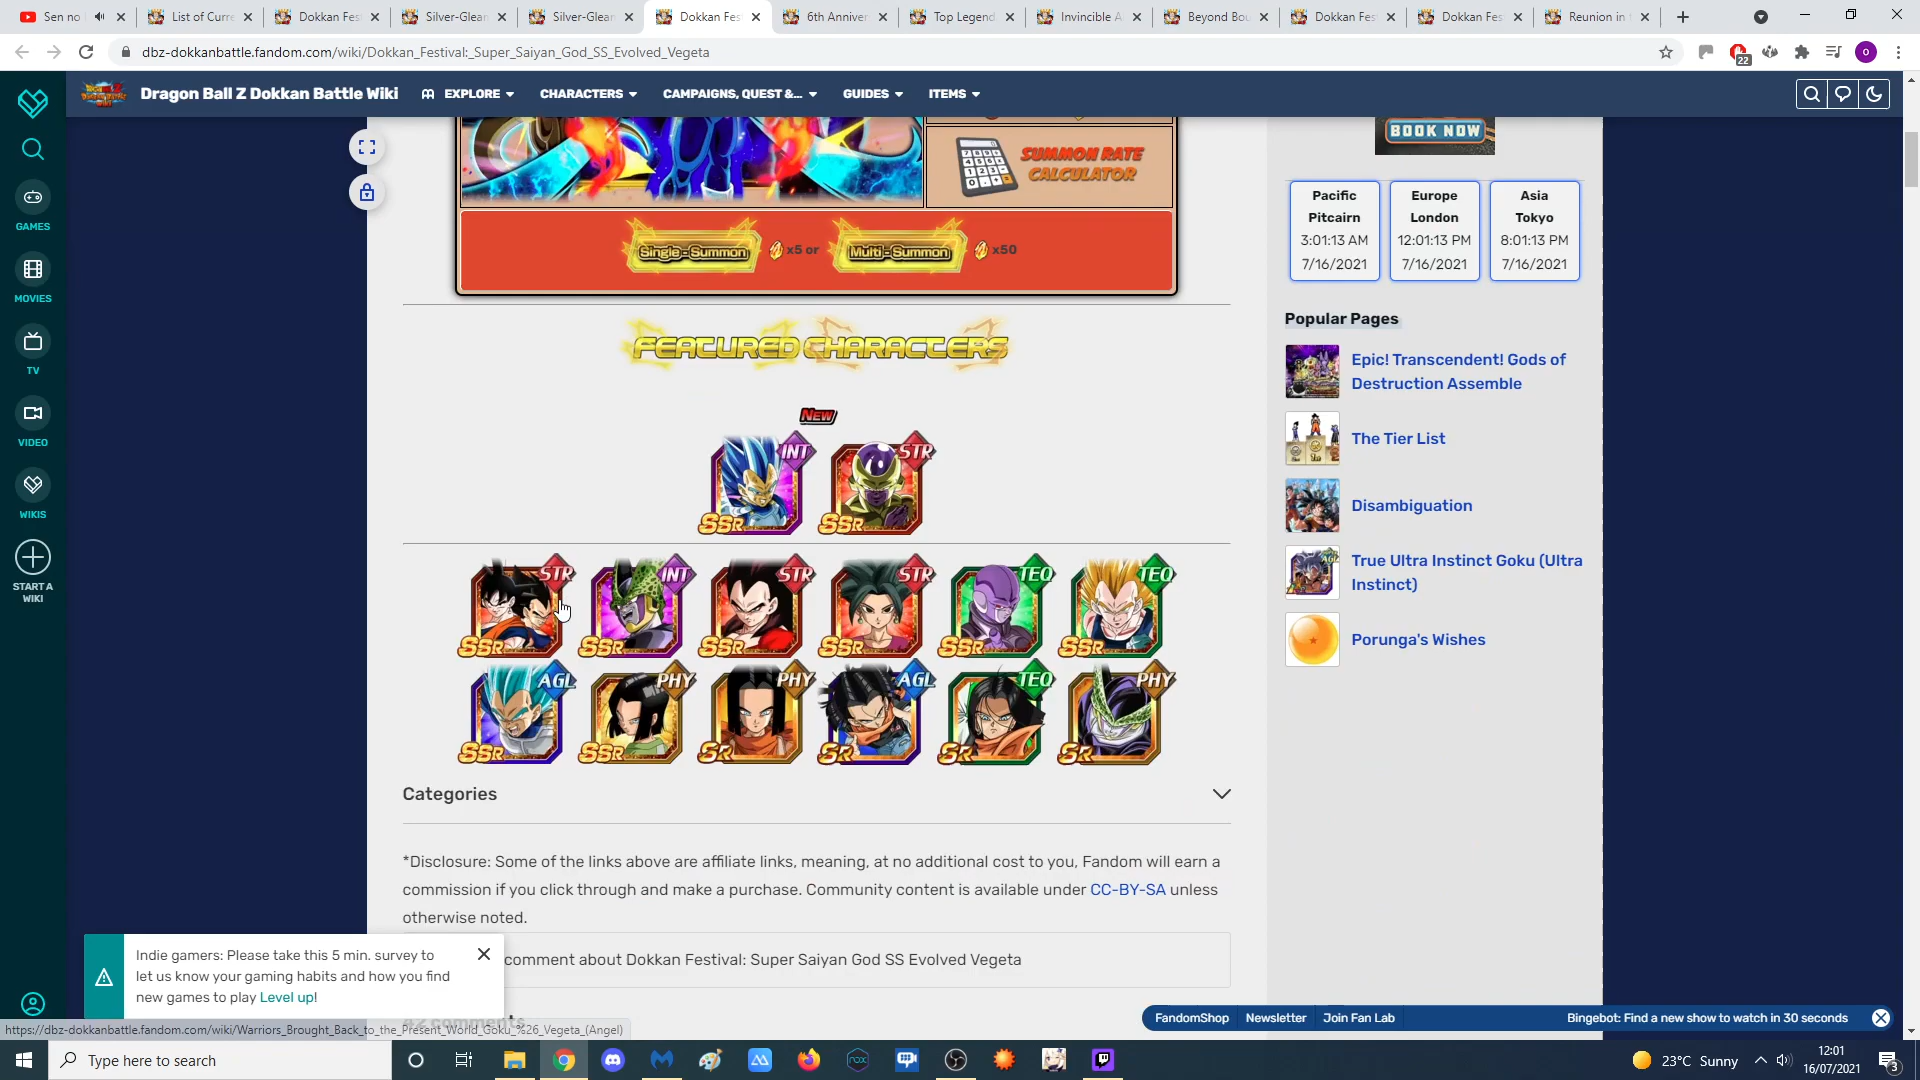 Sen no
List of Curre
Dokkan Fes
Silver-Glear
Silver-Glear
Dokkan Fes
6th Anniver
Top Legend
Invincible A
Beyond Bou
Dokkan Fes
Dokkan Fes
Reunion in
dbz-dokkanbattle.fandom.com/wiki/Dokkan_Festival:_Super_Saiyan_God_SS_Evolved_Vegeta
22
o
Dragon Ball Z Dokkan Battle Wiki
EXPLORE
CHARACTERS
CAMPAIGNS, QUEST &...
GUIDES
ITEMS
GAMES
MOVIES
TV
VIDEO
WIKIS
START A
WIKI
SUMMON RATE
CALCULATOR
Single-Summon
x5 or
Multi-Summon
x50
FEATURED CHARACTERS
New
INT
SSR
STR
SSR
STR
SSR
INT
SSR
STR
SSR
STR
SSR
TEQ
SSR
TEQ
SSR
AGL
SSR
PHY
SSR
PHY
SR
AGL
SR
TEQ
SR
PHY
SR
Categories
*Disclosure: Some of the links above are affiliate links, meaning, at no additional cost to you, Fandom will earn a
commission if you click through and make a purchase. Community content is available under CC-BY-SA unless
otherwise noted.
comment about Dokkan Festival: Super Saiyan God SS Evolved Vegeta
42 comments
BOOK NOW
Pacific
Pitcairn
3:01:13 AM
7/16/2021
Europe
London
12:01:13 PM
7/16/2021
Asia
Tokyo
8:01:13 PM
7/16/2021
Popular Pages
Epic! Transcendent! Gods of
Destruction Assemble
The Tier List
Disambiguation
True Ultra Instinct Goku (Ultra
Instinct)
Porunga's Wishes
Indie gamers: Please take this 5 min. survey to
let us know your gaming habits and how you find
new games to play Level up!
https://dbz-dokkanbattle.fandom.com/wiki/Warriors_Brought_Back_to_the_Present_World_Goku_%26_Vegeta_(Angel)
FandomShop
Newsletter
Join Fan Lab
Bingebot: Find a new show to watch in 30 seconds
Type here to search
nox
23°C Sunny
12:01
16/07/2021
3